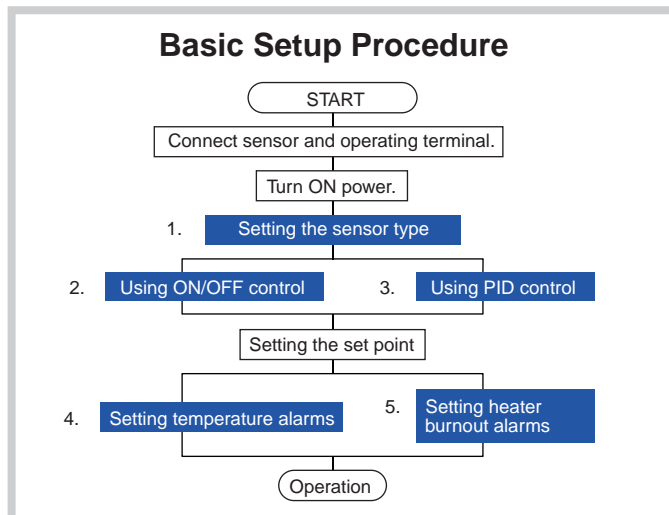 Basic Setup Procedure
START
Connect sensor and operating terminal.
Turn ON power.
1. Setting the sensor type
2. Using ON/OFF control
3. Using PID control
Setting the set point
4. Setting temperature alarms
5. Setting heater
burnout alarms
Operation